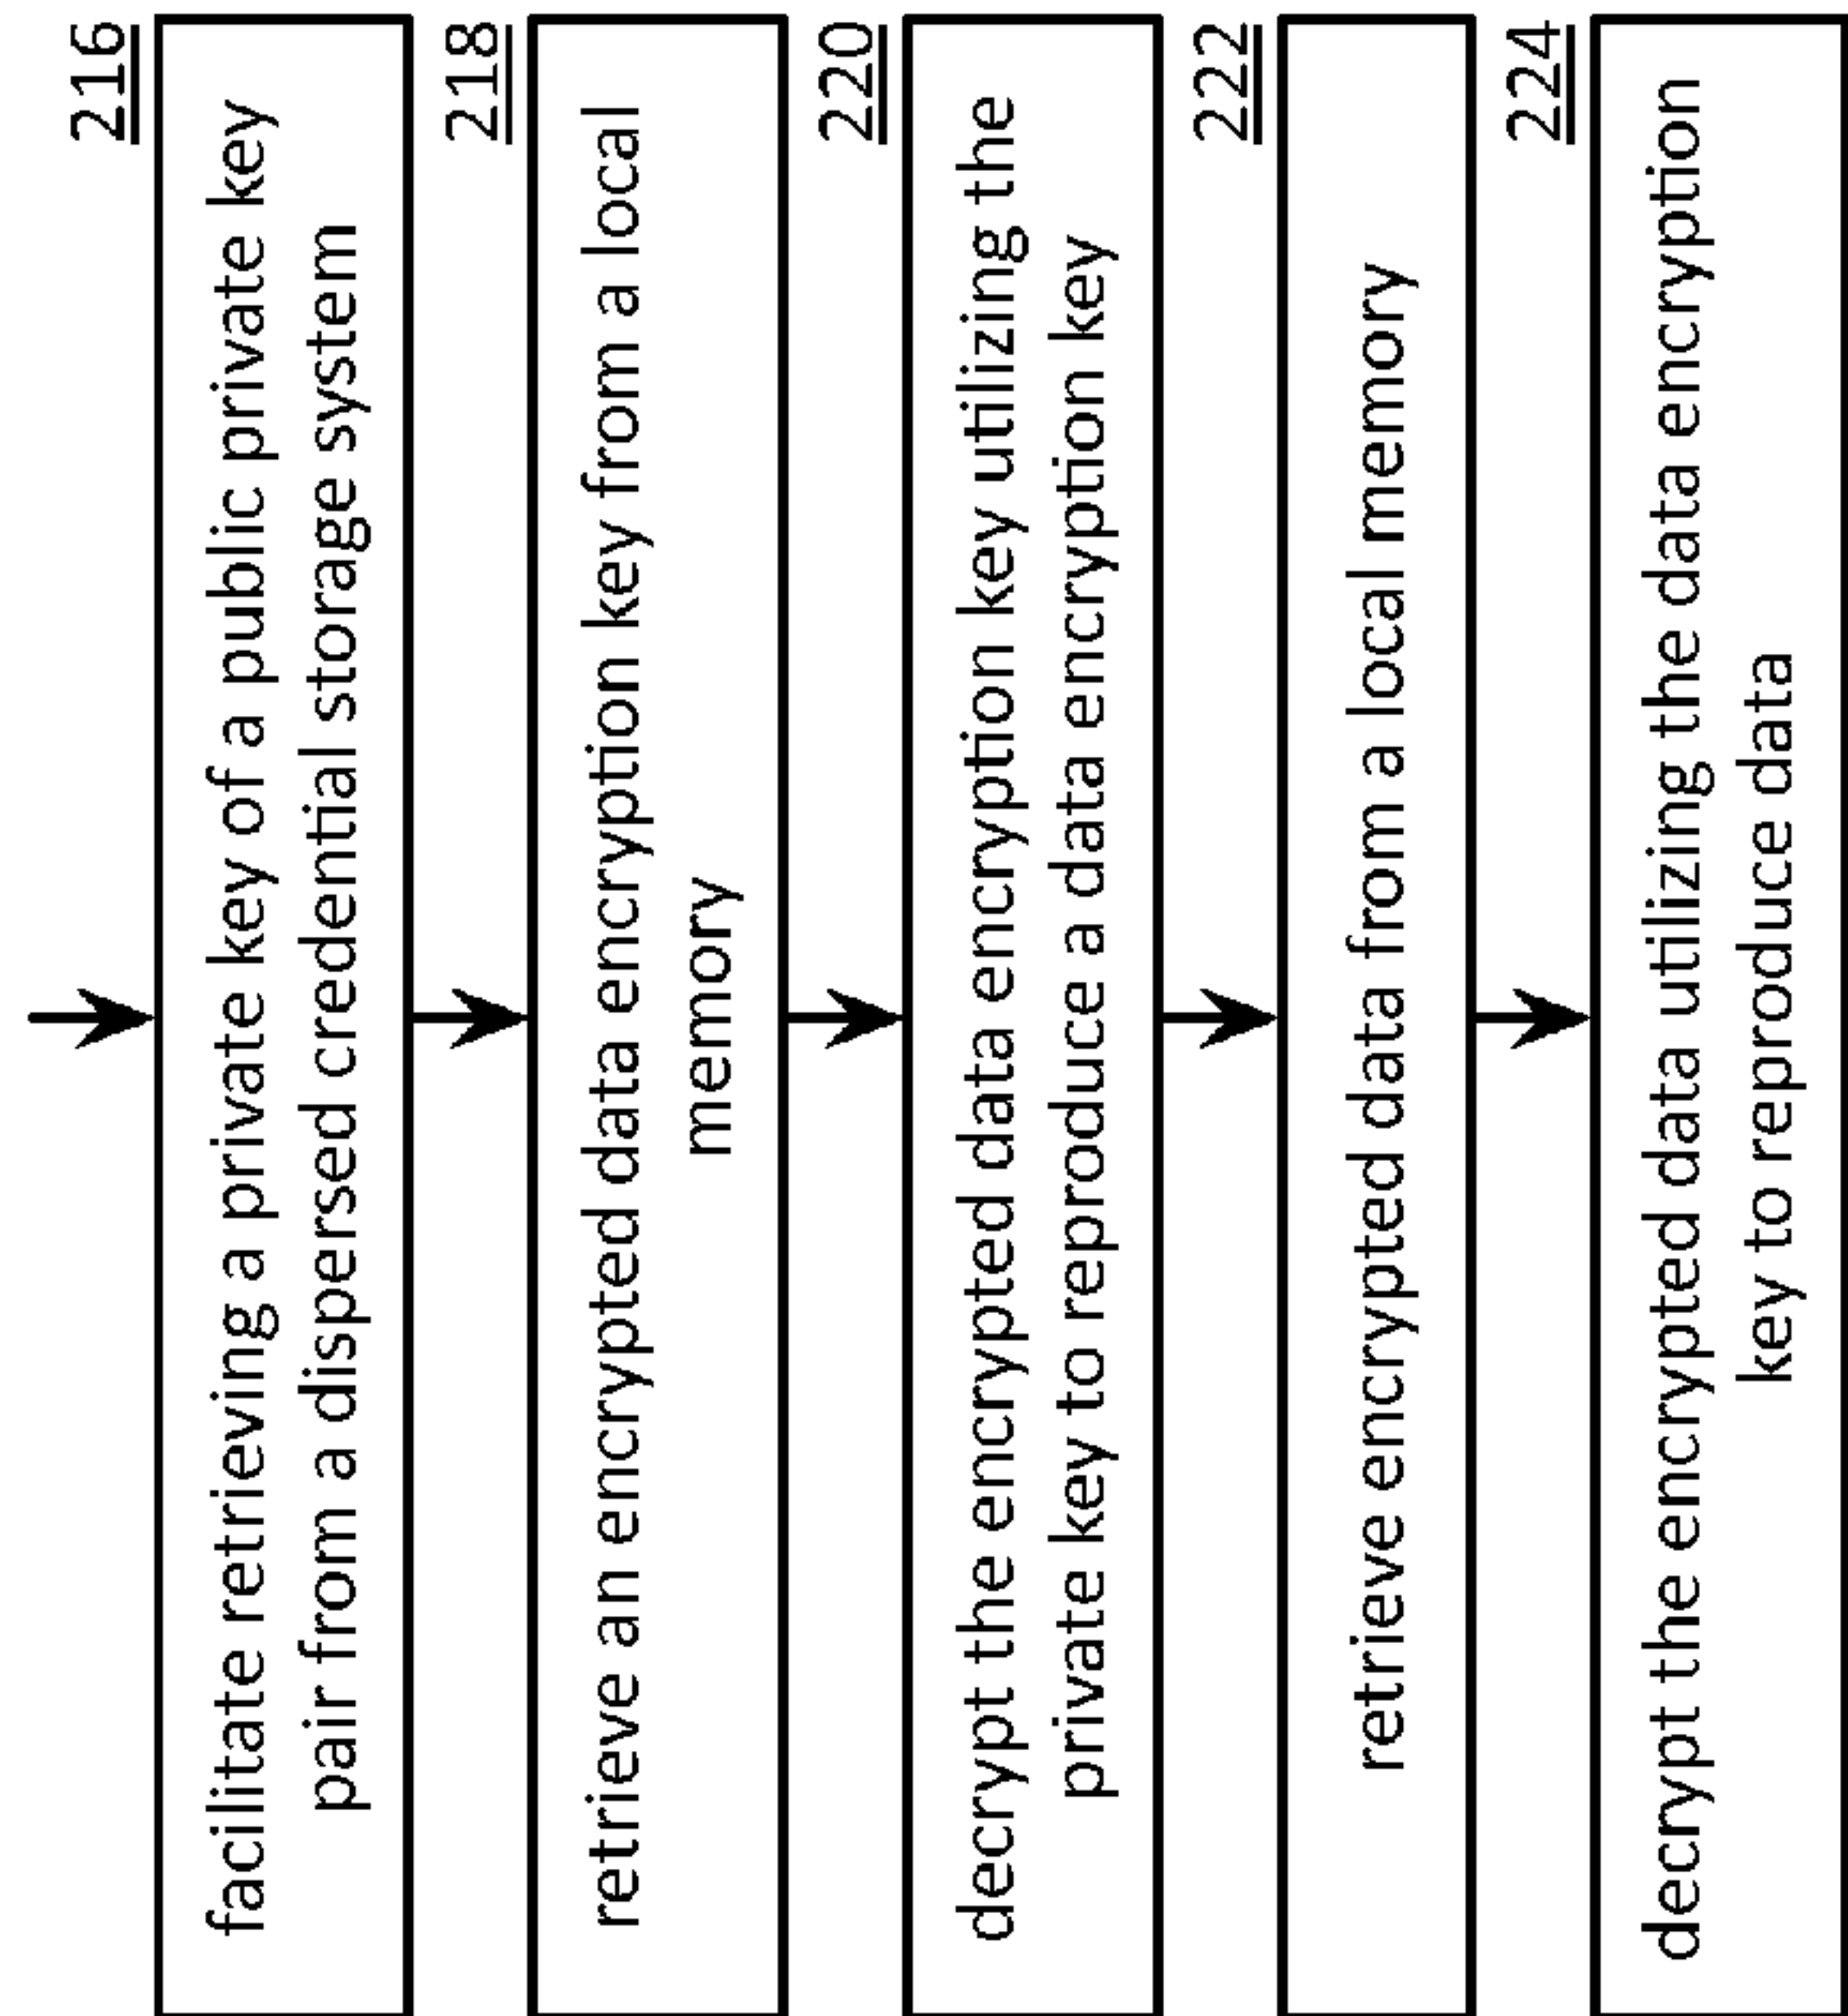 216
facilitate retrieving a private key of a public private key
pair from a dispersed credential storage system
218
retrieve an encrypted data encryption key from a local
memory
220
decrypt the encrypted data encryption key utilizing the
private key to reproduce a data encryption key
222
retrieve encrypted data from a local memory
224
decrypt the encrypted data utilizing the data encryption
key to reproduce data